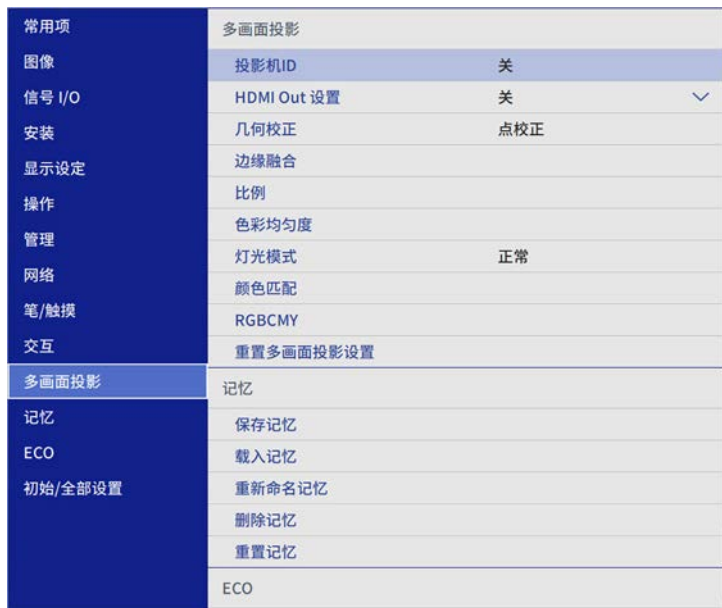 常用项
图像
信号 I/O
安装
显示设定
操作
管理
网络
笔/触摸
交互
多画面投影
记忆
ECO
初始/全部设置
多画面投影
投影机ID 关
HDMI Out 设置 关
几何校正 点校正
边缘融合
比例
色彩均匀度
灯光模式 正常
颜色匹配
RGBCMY
重置多画面投影设置
记忆
保存记忆
载入记忆
重新命名记忆
删除记忆
重置记忆
ECO